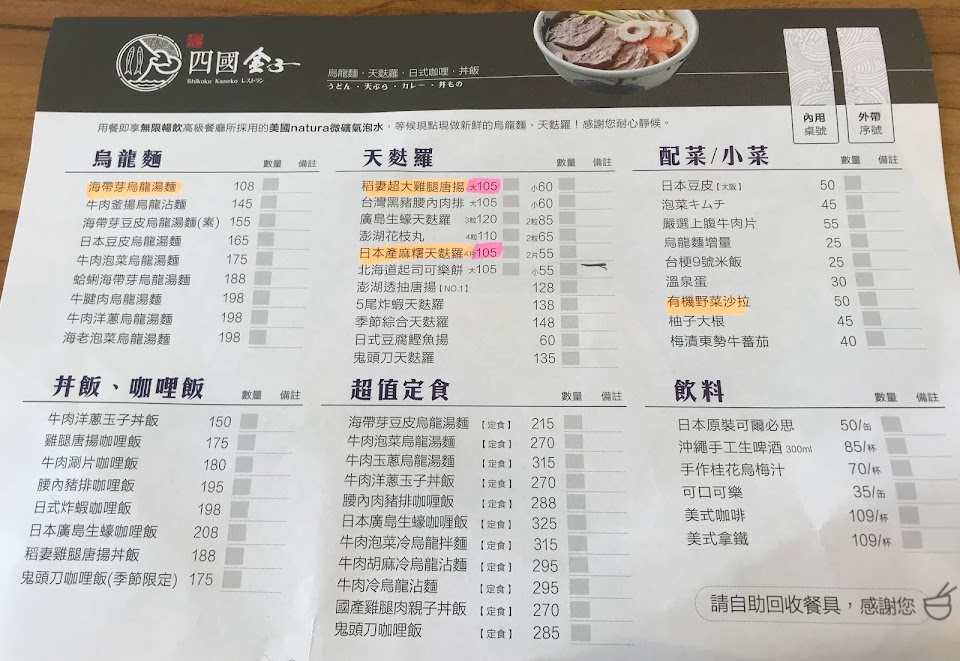 四國金子
Shikoku Kaneko レストラン
烏龍麵・天麩羅・日式咖哩・丼飯
うどん・天ぷら・カレー・丼もの
內用
桌號
外帶
序號
用餐即享無限暢飲高級餐廳所採用的美國natura微礦氣泡水，等候現點現做新鮮的烏龍麵、天麩羅！感謝您耐心靜候。
烏龍麵 數量 備註
海帶芽烏龍湯麵 108
牛肉釜揚烏龍沾麵 145
海帶芽豆皮烏龍湯麵(素) 155
日本豆皮烏龍湯麵 165
牛肉泡菜烏龍湯麵 175
蛤蜊海帶芽烏龍湯麵 188
牛腱肉烏龍湯麵 198
牛肉洋蔥烏龍湯麵 198
海老泡菜烏龍湯麵 198
天麩羅 數量 備註
稻妻超大雞腿唐揚 大105 小60
台灣黑豬腰內肉排 大105 小60
廣島生蠔天麩羅 3粒120 2粒85
澎湖花枝丸 4粒110 2粒65
日本產麻糬天麩羅 4片105 2片55
北海道起司可樂餅 大105 小55
澎湖透抽唐揚【NO.1】 128
5尾炸蝦天麩羅 138
季節綜合天麩羅 148
日式豆腐鰹魚揚 60
鬼頭刀天麩羅 135
配菜/小菜 數量 備註
日本豆皮【大阪】 50
泡菜キムチ 45
嚴選上腹牛肉片 55
烏龍麵增量 25
台梗9號米飯 25
溫泉蛋 30
有機野菜沙拉 50
柚子大根 45
梅漬東勢牛蕃茄 40
丼飯、咖哩飯 數量 備註
牛肉洋蔥玉子丼飯 150
雞腿唐揚咖哩飯 175
牛肉涮片咖哩飯 180
腰內豬排咖哩飯 195
日式炸蝦咖哩飯 198
日本廣島生蠔咖哩飯 208
稻妻雞腿唐揚丼飯 188
鬼頭刀咖哩飯(季節限定) 175
超值定食 數量 備註
海帶芽豆皮烏龍湯麵 【定食】 215
牛肉泡菜烏龍湯麵 【定食】 270
牛肉玉蔥烏龍湯麵 【定食】 315
牛肉洋蔥玉子丼飯 【定食】 270
腰內肉豬排咖哩飯 【定食】 288
日本廣島生蠔咖哩飯 【定食】 325
牛肉泡菜冷烏龍拌麵 【定食】 315
牛肉胡麻冷烏龍沾麵 【定食】 295
牛肉冷烏龍沾麵 【定食】 295
國產雞腿肉親子丼飯 【定食】 270
鬼頭刀咖哩飯 【定食】 285
飲料 數量 備註
日本原裝可爾必思 50/缶
沖繩手工生啤酒 300ml 85/杯
手作桂花烏梅汁 70/杯
可口可樂 35/缶
美式咖啡 109/杯
美式拿鐵 109/杯
請自助回收餐具，感謝您